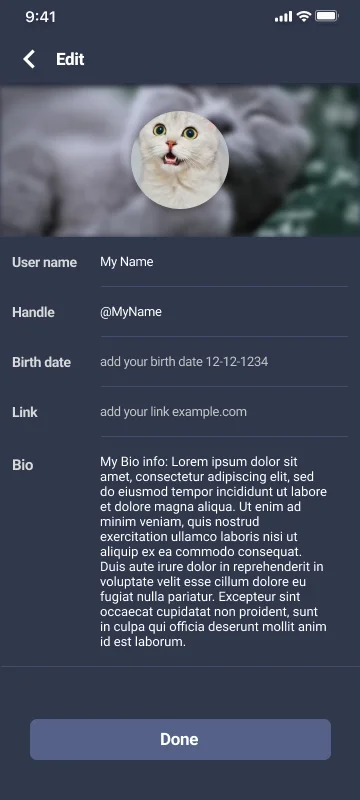 9:41
Edit
User name
My Name
Handle
@MyName
Birth date
add your birth date 12-12-1234
Link
add your link example.com
Bio
My Bio info: Lorem ipsum dolor sit
amet, consectetur adipiscing elit, sed
do eiusmod tempor incididunt ut labore
et dolore magna aliqua. Ut enim ad
minim veniam, quis nostrud
exercitation ullamco laboris nisi ut
aliquip ex ea commodo consequat.
Duis aute irure dolor in reprehenderit in
voluptate velit esse cillum dolore eu
fugiat nulla pariatur. Excepteur sint
occaecat cupidatat non proident, sunt
in culpa qui officia deserunt mollit anim
id est laborum.
Done